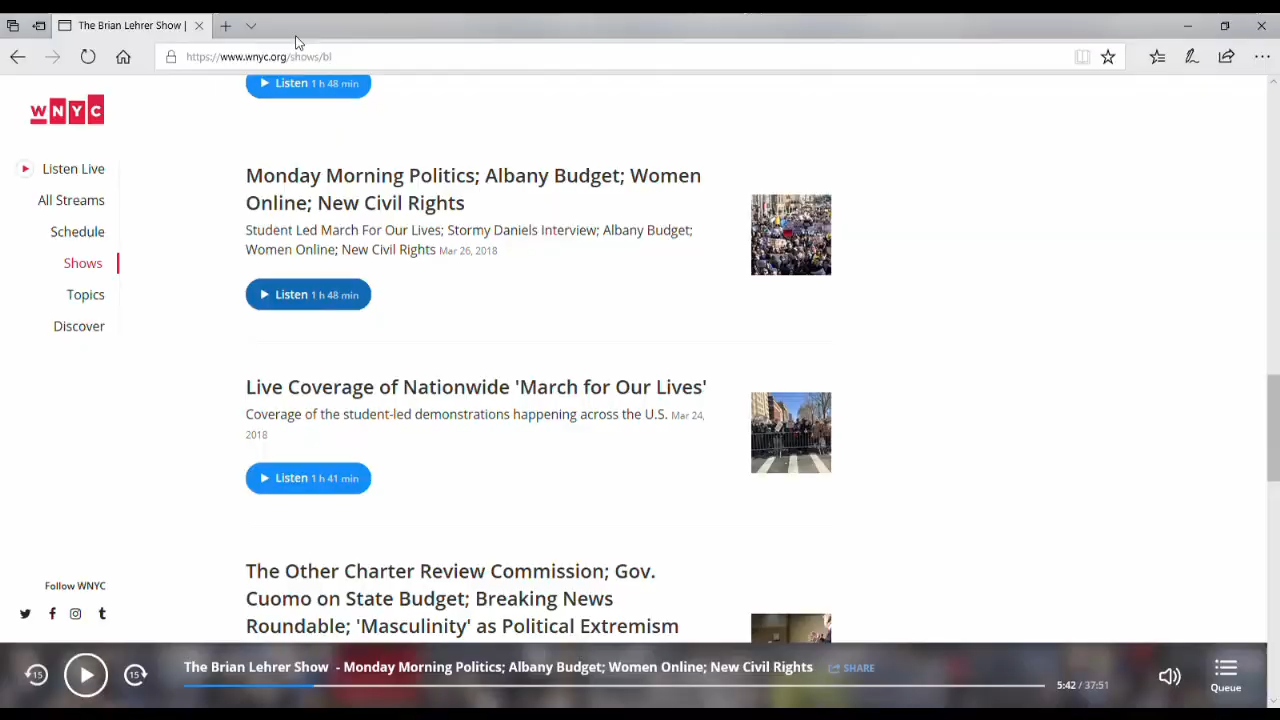 The Brian Lehrer Show |
https://www.wnyc.org/shows/bl
WNYC
Listen Live
All Streams
Schedule
Shows
Topics
Discover
Follow WNYC
Listen 1 h 48 min
Monday Morning Politics; Albany Budget; Women
Online; New Civil Rights
Student Led March For Our Lives; Stormy Daniels Interview; Albany Budget;
Women Online; New Civil Rights Mar 26, 2018
Listen 1 h 48 min
Live Coverage of Nationwide 'March for Our Lives'
Coverage of the student-led demonstrations happening across the U.S. Mar 24,
2018
Listen 1 h 41 min
The Other Charter Review Commission; Gov.
Cuomo on State Budget; Breaking News
Roundable; 'Masculinity' as Political Extremism
15
15
The Brian Lehrer Show - Monday Morning Politics; Albany Budget; Women Online; New Civil Rights
SHARE
5:42 / 37:51
Queue